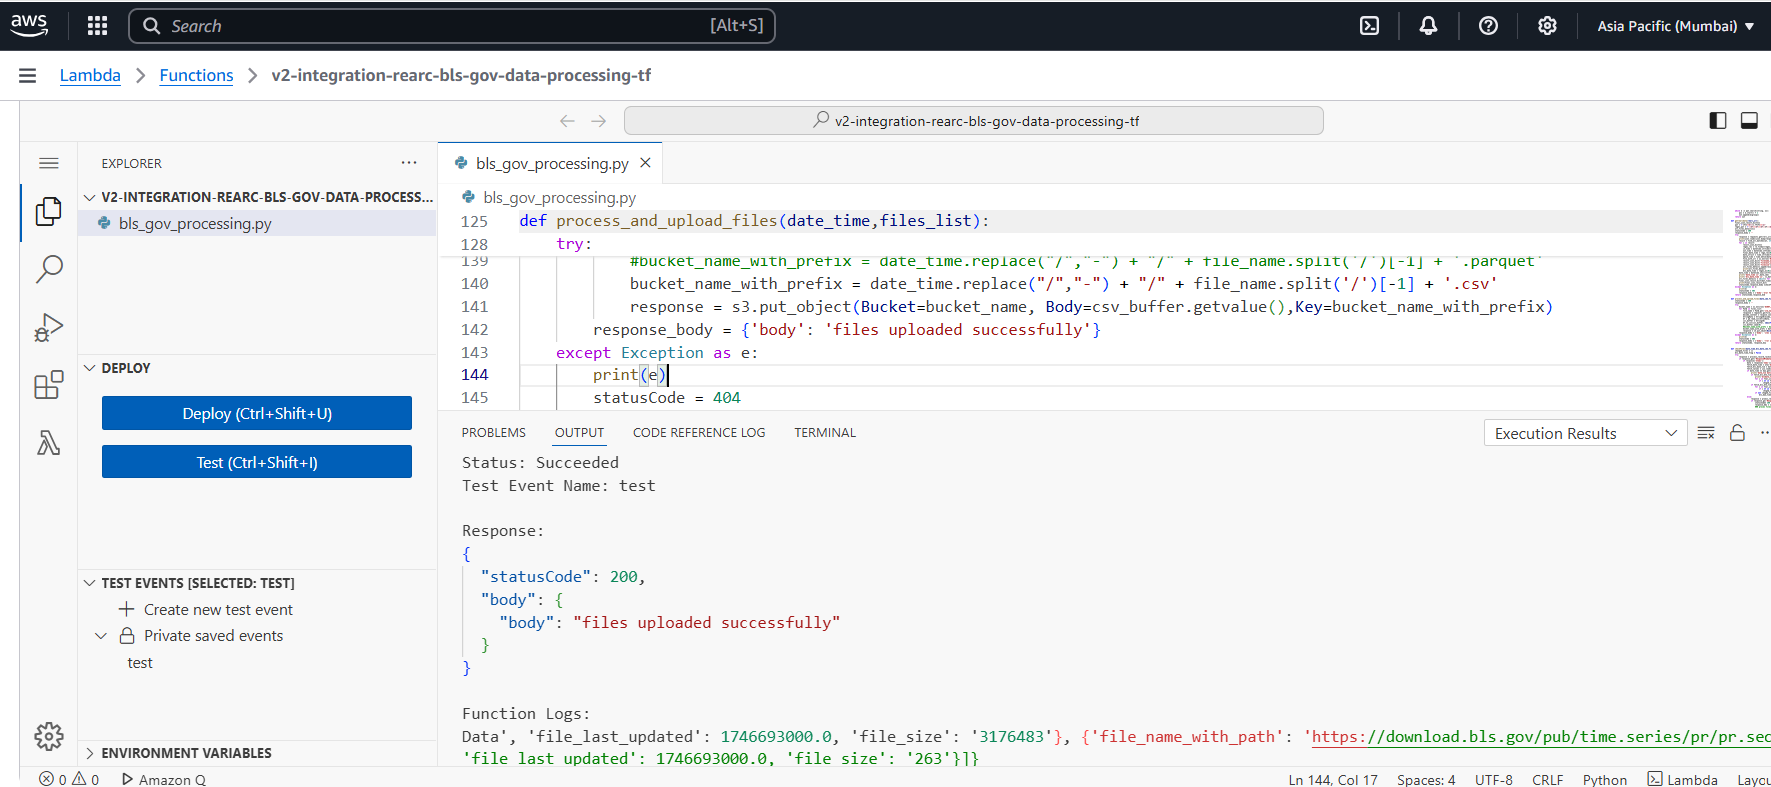 aws Search [Alt+S] Asia Pacific (Mumbai)
Lambda Functions v2-integration-rearc-bls-gov-data-processing-tf
v2-integration-rearc-bls-gov-data-processing-tf
EXPLORER
V2-INTEGRATION-REARC-BLS-GOV-DATA-PROCESS...
bls_gov_processing.py
DEPLOY
Deploy (Ctrl+Shift+U)
Test (Ctrl+Shift+I)
TEST EVENTS [SELECTED: TEST]
Create new test event
Private saved events
test
ENVIRONMENT VARIABLES
bls_gov_processing.py
bls_gov_processing.py
125 def process_and_upload_files(date_time,files_list):
128 try:
139 #bucket_name_with_prefix = date_time.replace("/","-") + "/" + file_name.split('/')[-1] + '.parquet'
140 bucket_name_with_prefix = date_time.replace("/","-") + "/" + file_name.split('/')[-1] + '.csv'
141 response = s3.put_object(Bucket=bucket_name, Body=csv_buffer.getvalue(),Key=bucket_name_with_prefix)
142 response_body = {'body': 'files uploaded successfully'}
143 except Exception as e:
144 print(e)
145 statusCode = 404
PROBLEMS OUTPUT CODE REFERENCE LOG TERMINAL Execution Results
Status: Succeeded
Test Event Name: test
Response:
{
"statusCode": 200,
"body": {
"body": "files uploaded successfully"
}
}
Function Logs:
Data', 'file_last_updated': 1746693000.0, 'file_size': '3176483'}, {'file_name_with_path': 'https://download.bls.gov/pub/time.series/pr/pr.sec
'file_last_updated': 1746693000.0, 'file_size': '263'}]}
0 0 Amazon Q Ln 144, Col 17 Spaces: 4 UTF-8 CRLF Python Lambda Layou